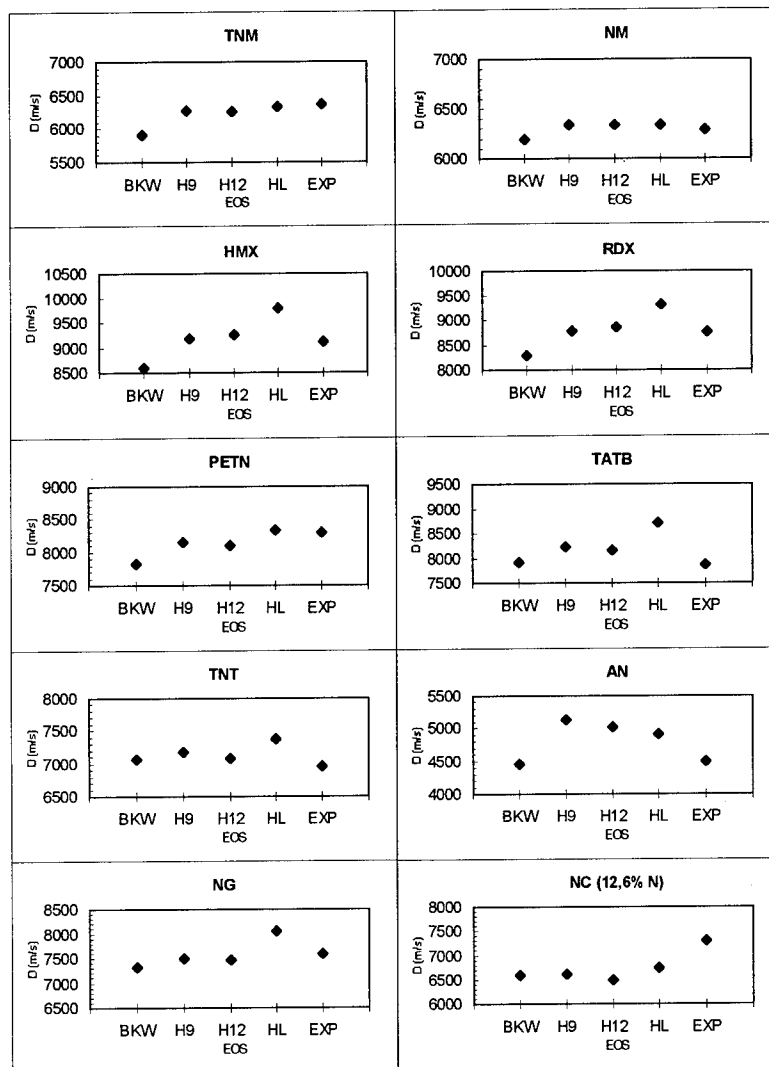 TNM
7000
6500
6000
5500
D (m/s)
BKW H9 H12 HL EXP
EOS
NM
7000
6500
6000
D (m/s)
BKW H9 H12 HL EXP
EOS
HMX
10500
10000
9500
9000
8500
D (m/s)
BKW H9 H12 HL EXP
EOS
RDX
10000
9500
9000
8500
8000
D (m/s)
BKW H9 H12 HL EXP
EOS
PETN
9000
8500
8000
7500
D (m/s)
BKW H9 H12 HL EXP
EOS
TATB
9500
9000
8500
8000
7500
D (m/s)
BKW H9 H12 HL EXP
EOS
TNT
8000
7500
7000
6500
D (m/s)
BKW H9 H12 HL EXP
EOS
AN
5500
5000
4500
4000
D (m/s)
BKW H9 H12 HL EXP
EOS
NG
8500
8000
7500
7000
6500
D (m/s)
BKW H9 H12 HL EXP
EOS
NC (12,6% N)
8000
7500
7000
6500
6000
D (m/s)
BKW H9 H12 HL EXP
EOS